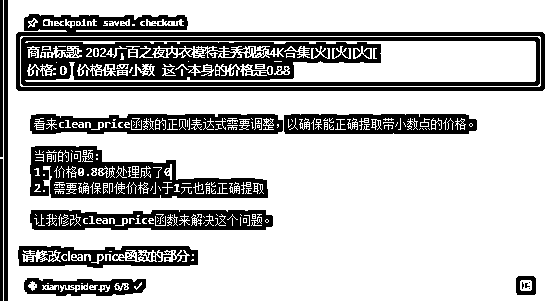 Checkpoint saved. checkout
商品标题: 2024广百之夜内衣模特走秀视频4K合集[火][火][火][
价格: 0  价格保留小数  这个本身的价格是0.88
看来clean_price函数的正则表达式需要调整，以确保能正确提取带小数点的价格。
当前的问题:
1. 价格0.88被处理成了0
2. 需要确保即使价格小于1元也能正确提取
让我修改clean_price函数来解决这个问题。
请修改clean_price函数的部分:
xianyuspider.py 6/8